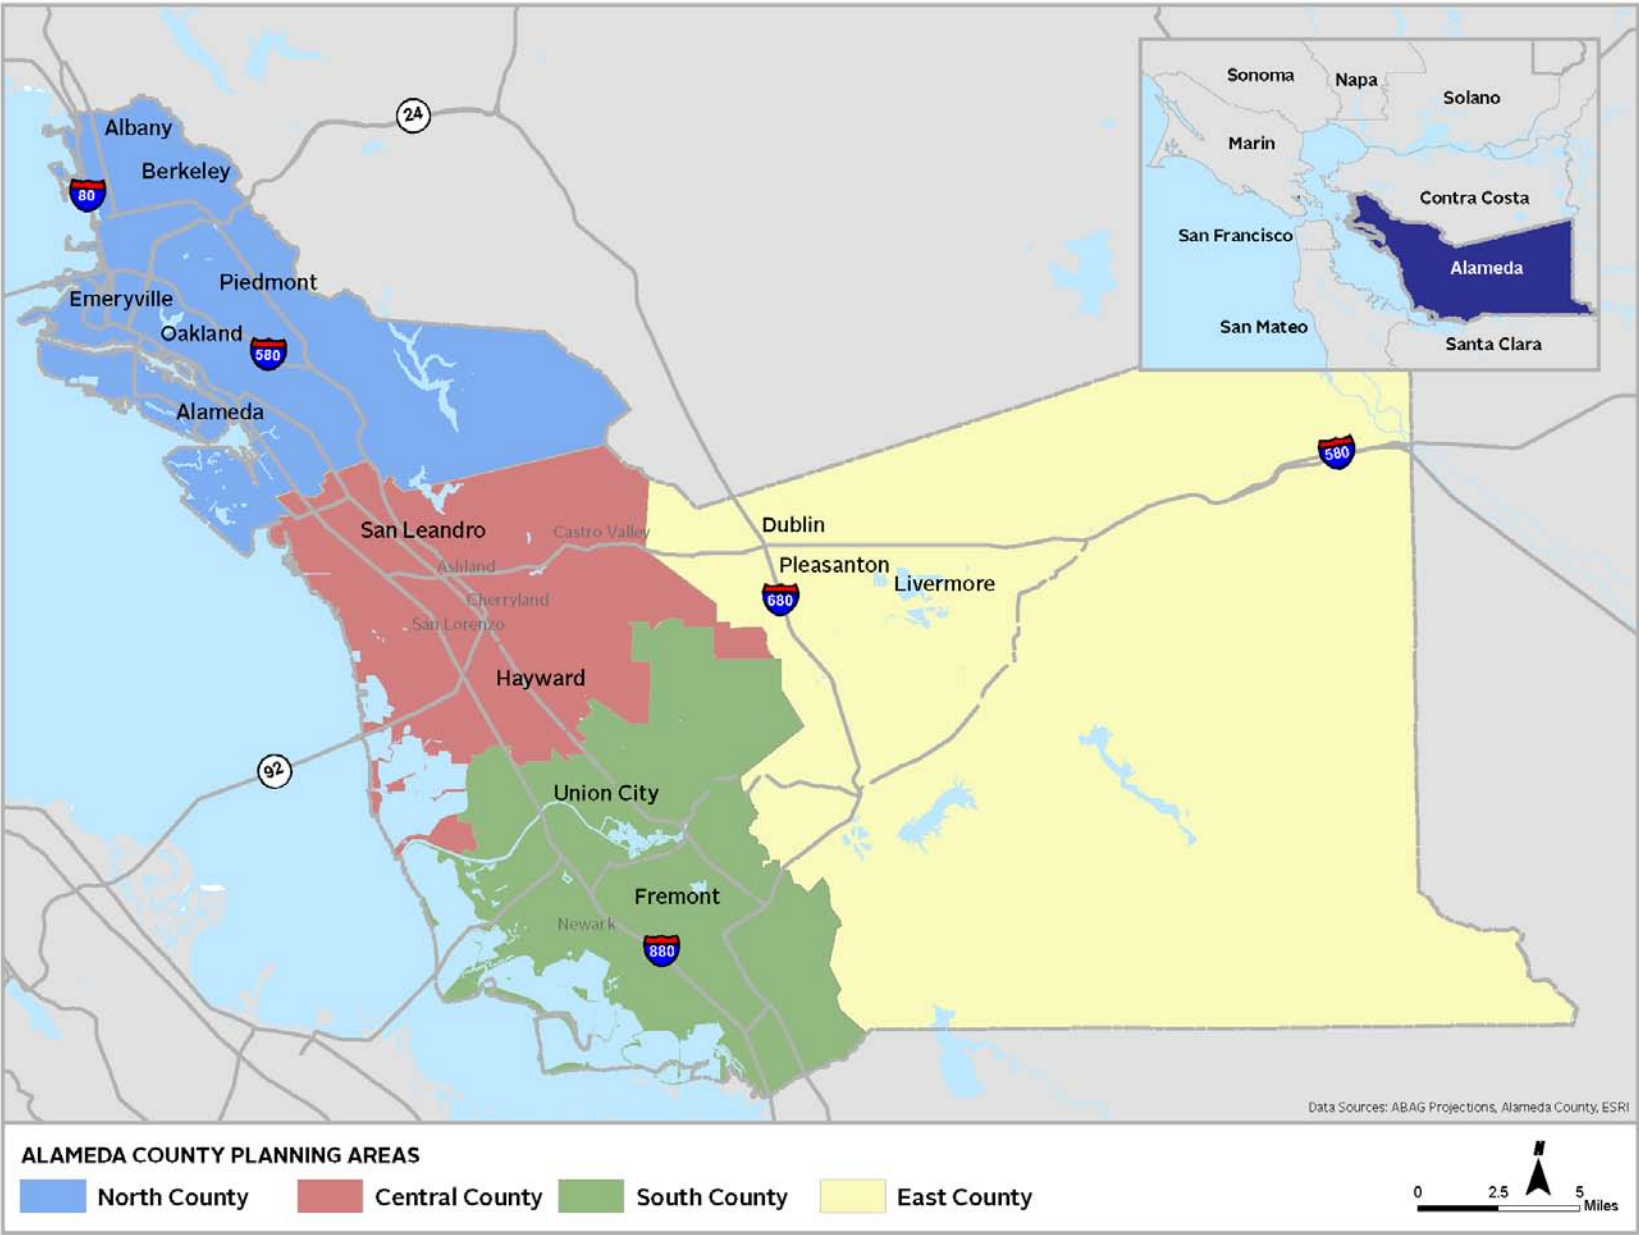 24
Albany
Berkeley
80
Piedmont
Emeryville
Oakland
580
Alameda
Sonoma
Napa
Solano
Marin
Contra Costa
San Francisco
Alameda
San Mateo
Santa Clara
580
San Leandro
Castro Valley
Dublin
Ashland
Pleasanton
Livermore
680
Cherryland
San Lorenzo
Hayward
92
Union City
Fremont
Newark
880
Data Sources: ABAG Projections, Alameda County, ESRI
ALAMEDA COUNTY PLANNING AREAS
North County
Central County
South County
East County
N
0 2.5 5
Miles